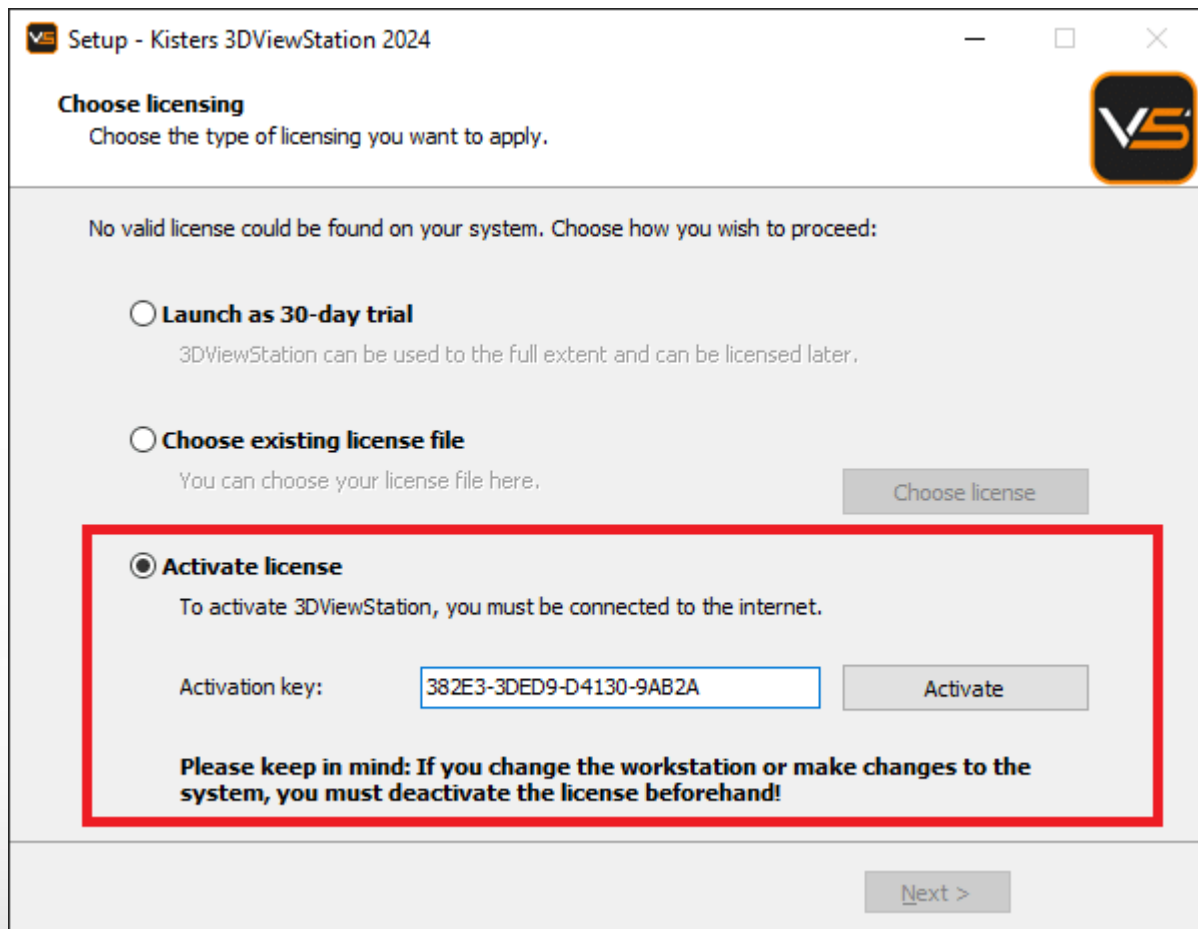 VS Setup - Kisters 3DViewStation 2024
Choose licensing
Choose the type of licensing you want to apply.
VS
No valid license could be found on your system. Choose how you wish to proceed:
Launch as 30-day trial
3DViewStation can be used to the full extent and can be licensed later.
Choose existing license file
You can choose your license file here.
Choose license
Activate license
To activate 3DViewStation, you must be connected to the internet.
Activation key: 382E3-3DED9-D4130-9AB2A Activate
Please keep in mind: If you change the workstation or make changes to the
system, you must deactivate the license beforehand!
Next >